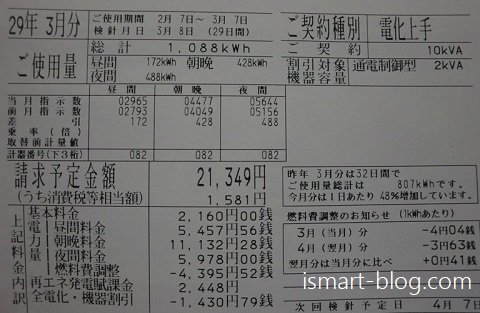 29年 3月分
ご使用期間 2月 7日～ 3月 7日
検針月日 3月 8日 (29日間)
ご契約種別 電化上手
ご使用量
総計 1,088kWh
昼間 172kWh 朝晩 428kWh
夜間 488kWh
ご契約 10kVA
割引対象機器容量 通電制御型 2kVA
昼間 朝晩 夜間
当月指示数 02965 04477 05644
前月指示数 02793 04049 05156
差引 172 428 488
乗率(倍)
取替前計量値
計器番号(下3桁) 082 082 082
請求予定金額 21,349円
(うち消費税等相当額) 1,581円
上記料金内訳
基本料金 2,160円00銭
電力量 昼間料金 5,457円56銭
朝晩料金 11,132円28銭
夜間料金 5,978円00銭
燃料費調整 -4,395円52銭
再エネ発電賦課金 2,448円
全電化・機器割引 -1,430円79銭
昨年 3月分は32日間で
ご使用量総計は 807kWhです。
今月分は1日あたり 48%増加しています。
燃料費調整のお知らせ (1kWhあたり)
3月(当月)分 -4円04銭
4月(翌月)分 -3円63銭
翌月分は当月分に比べ +0円41銭
ismart-blog.com
次回検針予定日 4月 7日